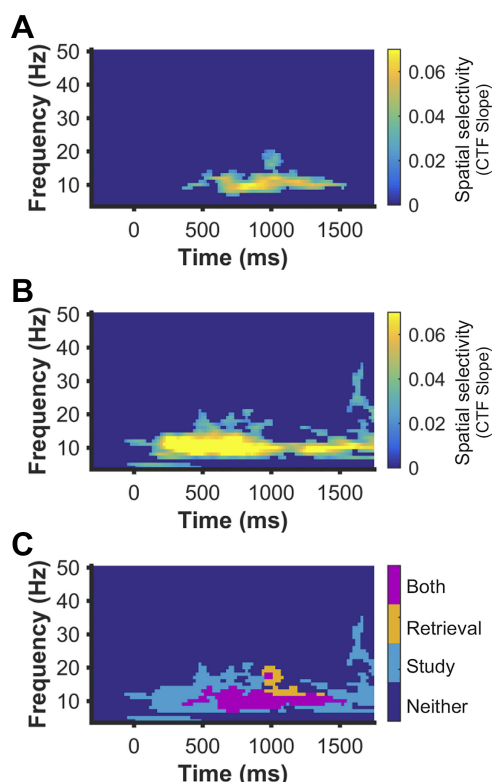 A
Frequency (Hz)
50
40
30
20
10
0 500 1000 1500
Time (ms)
0.06
0.04
0.02
0
Spatial selectivity
(CTF Slope)
B
Frequency (Hz)
50
40
30
20
10
0 500 1000 1500
Time (ms)
0.06
0.04
0.02
0
Spatial selectivity
(CTF Slope)
C
Frequency (Hz)
50
40
30
20
10
0 500 1000 1500
Time (ms)
Both
Retrieval
Study
Neither